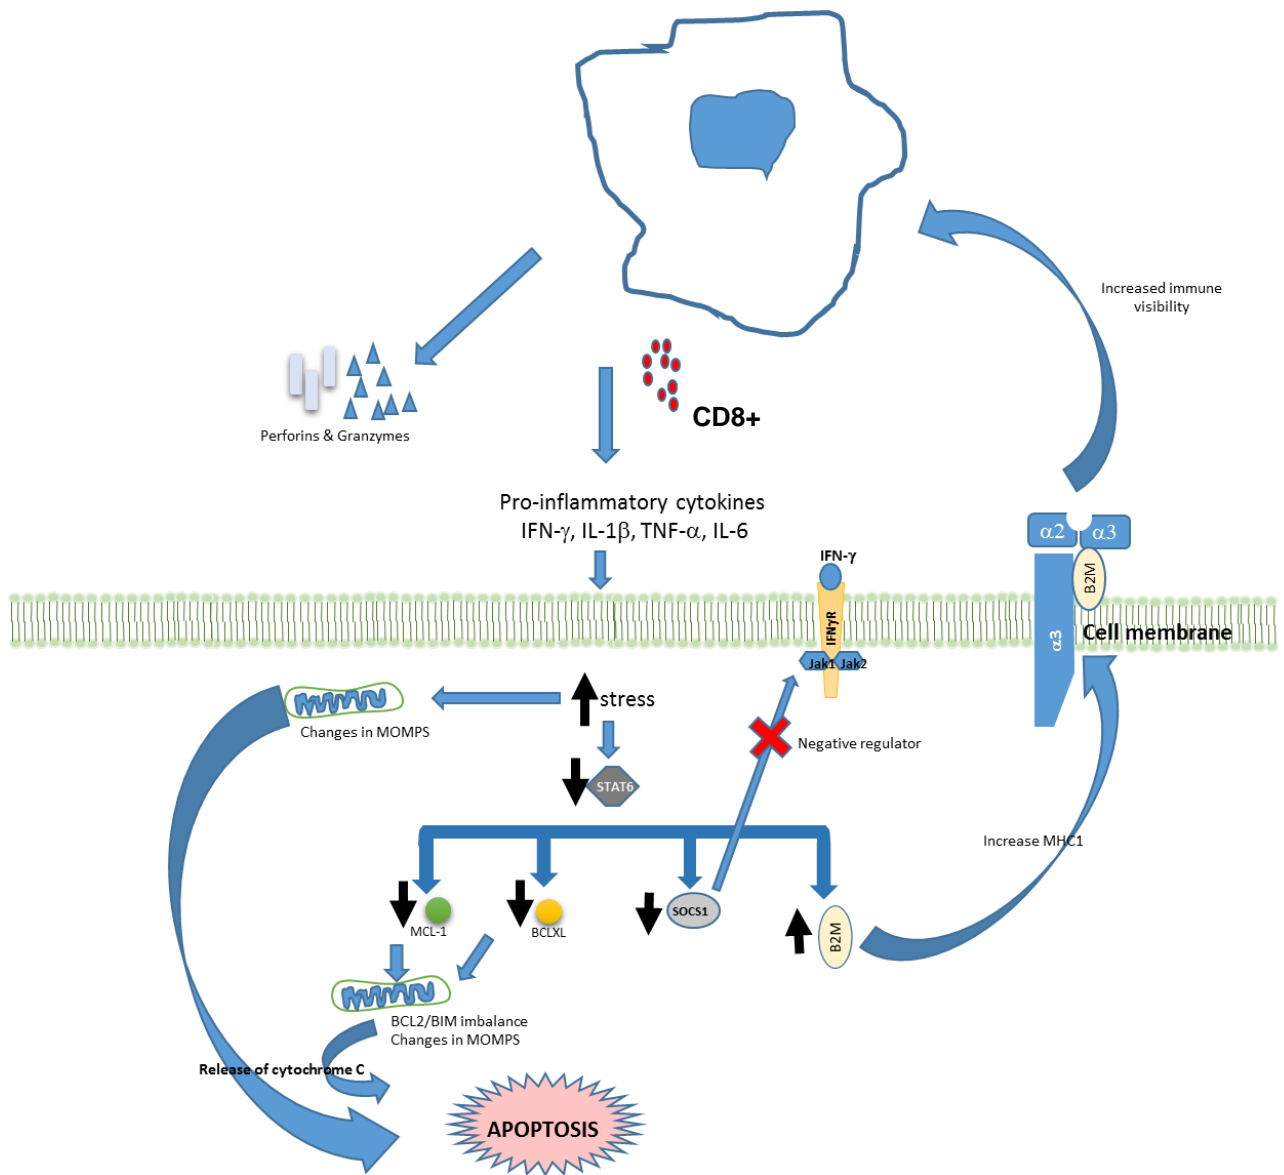 Increased immune
visibility
CD8+
Perforins & Granzymes
Pro-inflammatory cytokines
IFN-γ, IL-1β, TNF-α, IL-6
α2
α3
IFN-γ
B2M
IFNγR
α3
Cell membrane
Jak1
Jak2
stress
Changes in MOMPS
Negative regulator
STAT6
Increase MHC1
MCL-1
BCLXL
SOCS1
B2M
BCL2/BIM imbalance
Changes in MOMPS
Release of cytochrome C
APOPTOSIS